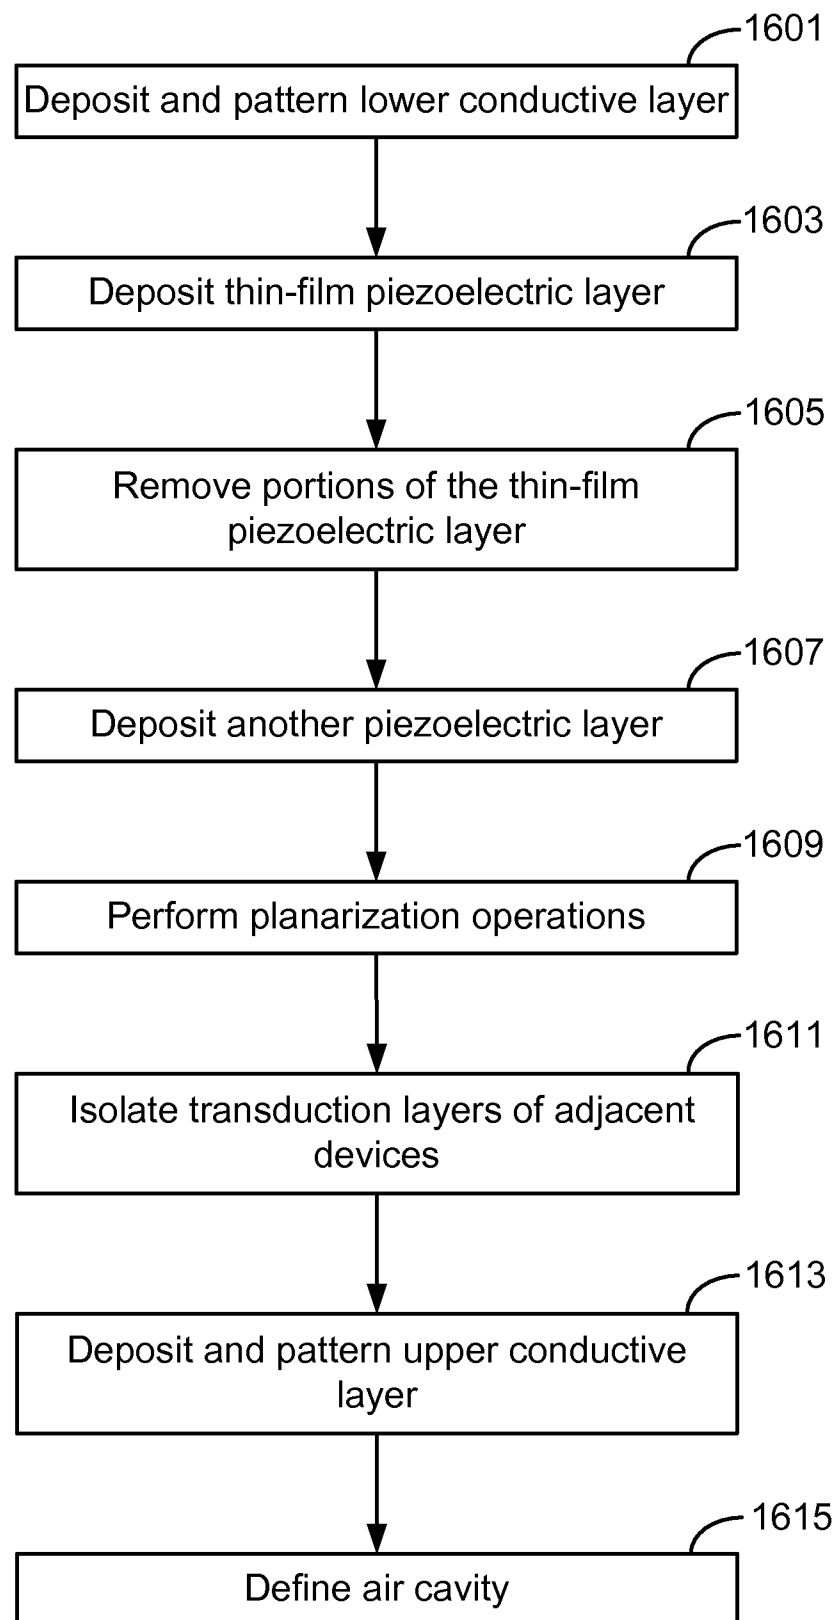 1601
Deposit and pattern lower conductive layer
1603
Deposit thin-film piezoelectric layer
1605
Remove portions of the thin-film
piezoelectric layer
1607
Deposit another piezoelectric layer
1609
Perform planarization operations
1611
Isolate transduction layers of adjacent
devices
1613
Deposit and pattern upper conductive
layer
1615
Define air cavity